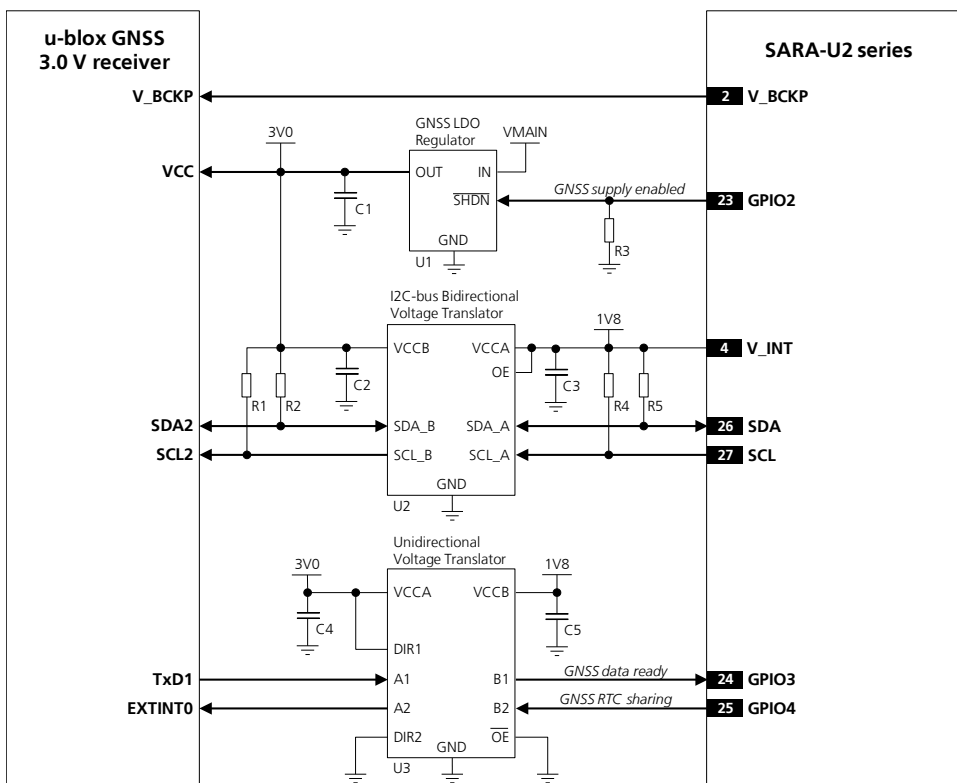 u-blox GNSS
3.0 V receiver
SARA-U2 series
V_BCKP
2 V_BCKP
GNSS LDO
Regulator
3V0
VMAIN
VCC
OUT
IN
GNSS supply enabled
SHDN
23 GPIO2
C1
GND
R3
U1
I2C-bus Bidirectional
Voltage Translator
1V8
VCCB
VCCA
4 V_INT
OE
C2
C3
R1
R2
R4
R5
SDA2
SDA_B
SDA_A
26 SDA
SCL2
SCL_B
SCL_A
27 SCL
GND
U2
Unidirectional
Voltage Translator
3V0
1V8
VCCA
VCCB
C4
C5
DIR1
TxD1
A1
B1
GNSS data ready
24 GPIO3
EXTINT0
A2
B2
GNSS RTC sharing
25 GPIO4
DIR2
OE
GND
U3